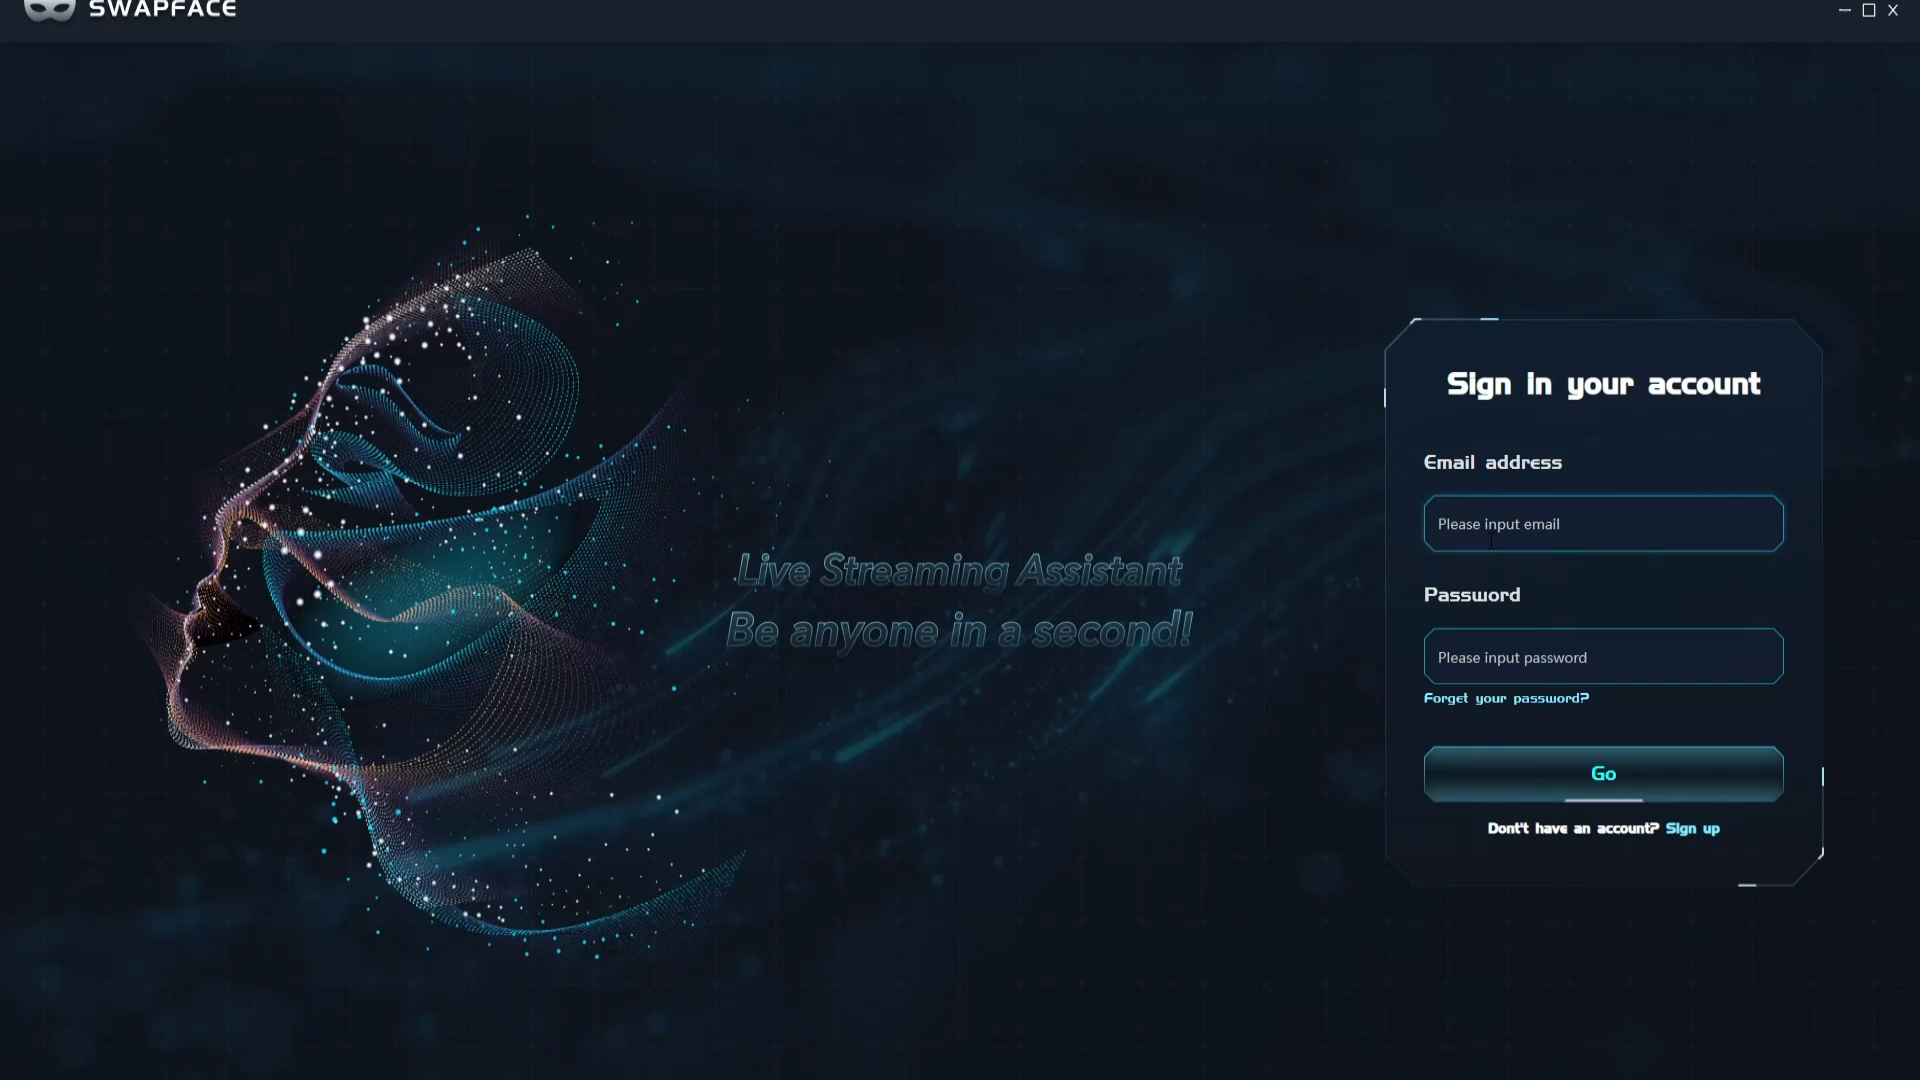 SWAPFACE
Live Streaming Assistant
Be anyone in a second!
Sign in your account
Email address
Please input email
Password
Please input password
Forget your password?
Go
Don't have an account? Sign up